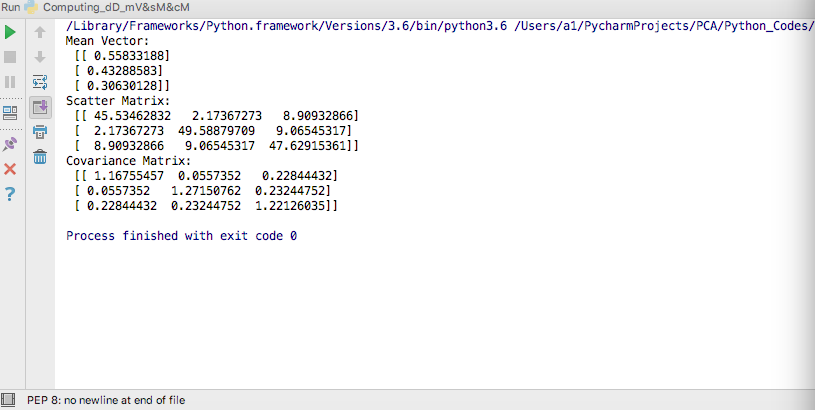 Run Computing_dD_mV&sM&cM
/Library/Frameworks/Python.framework/Versions/3.6/bin/python3.6 /Users/a1/PycharmProjects/PCA/Python_Codes/
Mean Vector:
[[ 0.55833188]
[ 0.43288583]
[ 0.30630128]]
Scatter Matrix:
[[ 45.53462832 2.17367273 8.90932866]
[ 2.17367273 49.58879709 9.06545317]
[ 8.90932866 9.06545317 47.62915361]]
Covariance Matrix:
[[ 1.16755457 0.0557352 0.22844432]
[ 0.0557352 1.27150762 0.23244752]
[ 0.22844432 0.23244752 1.22126035]]
Process finished with exit code 0
PEP 8: no newline at end of file